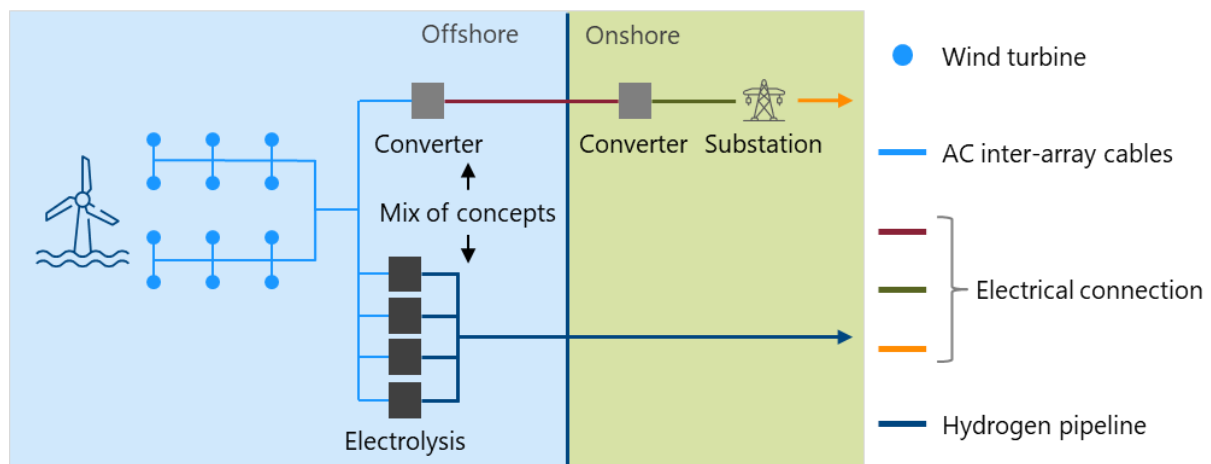 Offshore
Onshore
Wind turbine
Converter
Converter
Substation
AC inter-array cables
Mix of concepts
Electrical connection
Electrolysis
Hydrogen pipeline